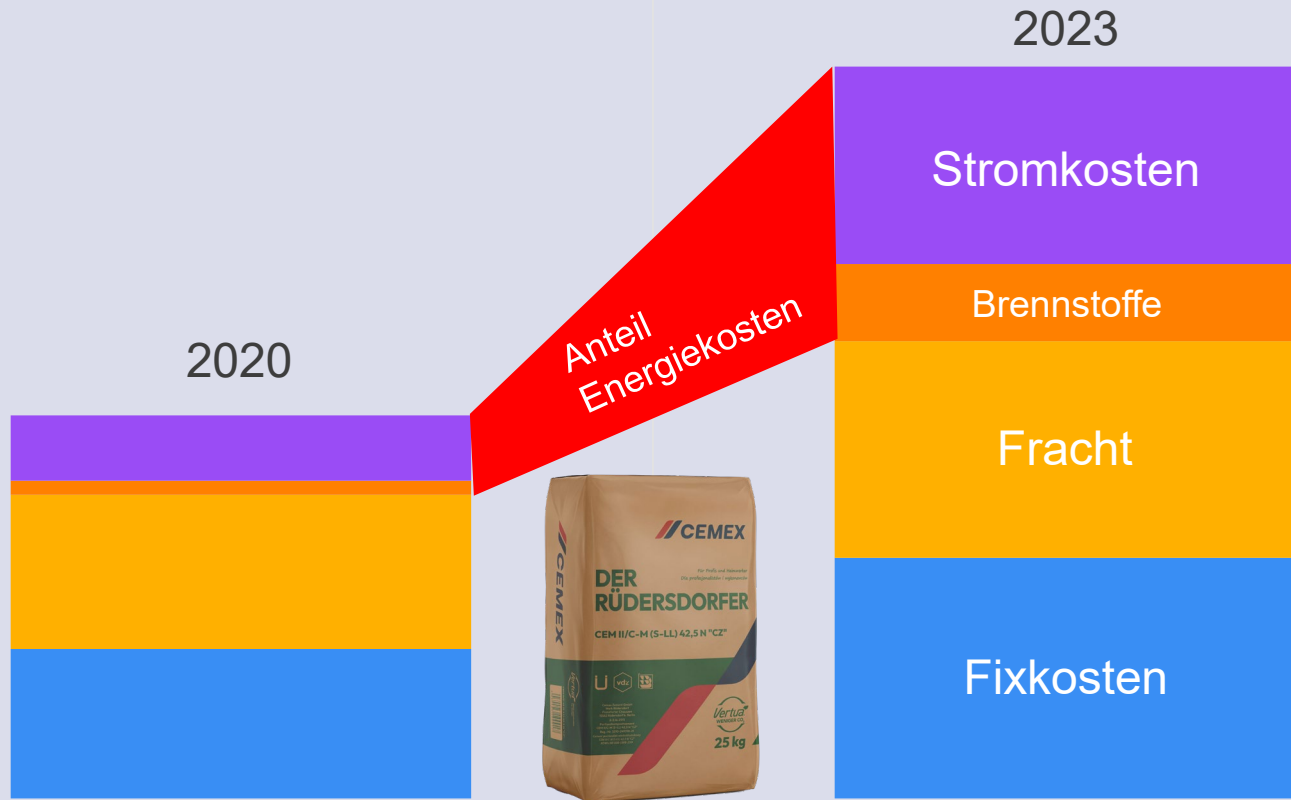 2023
Stromkosten
Brennstoffe
Anteil
Energiekosten
2020
Fracht
Fixkosten
CEMEX
CEMEX
DER
RÜDERSDORFER
CEM II/C-M (S-LL) 42,5 N "CZ"
vdz
Vertua
25 kg